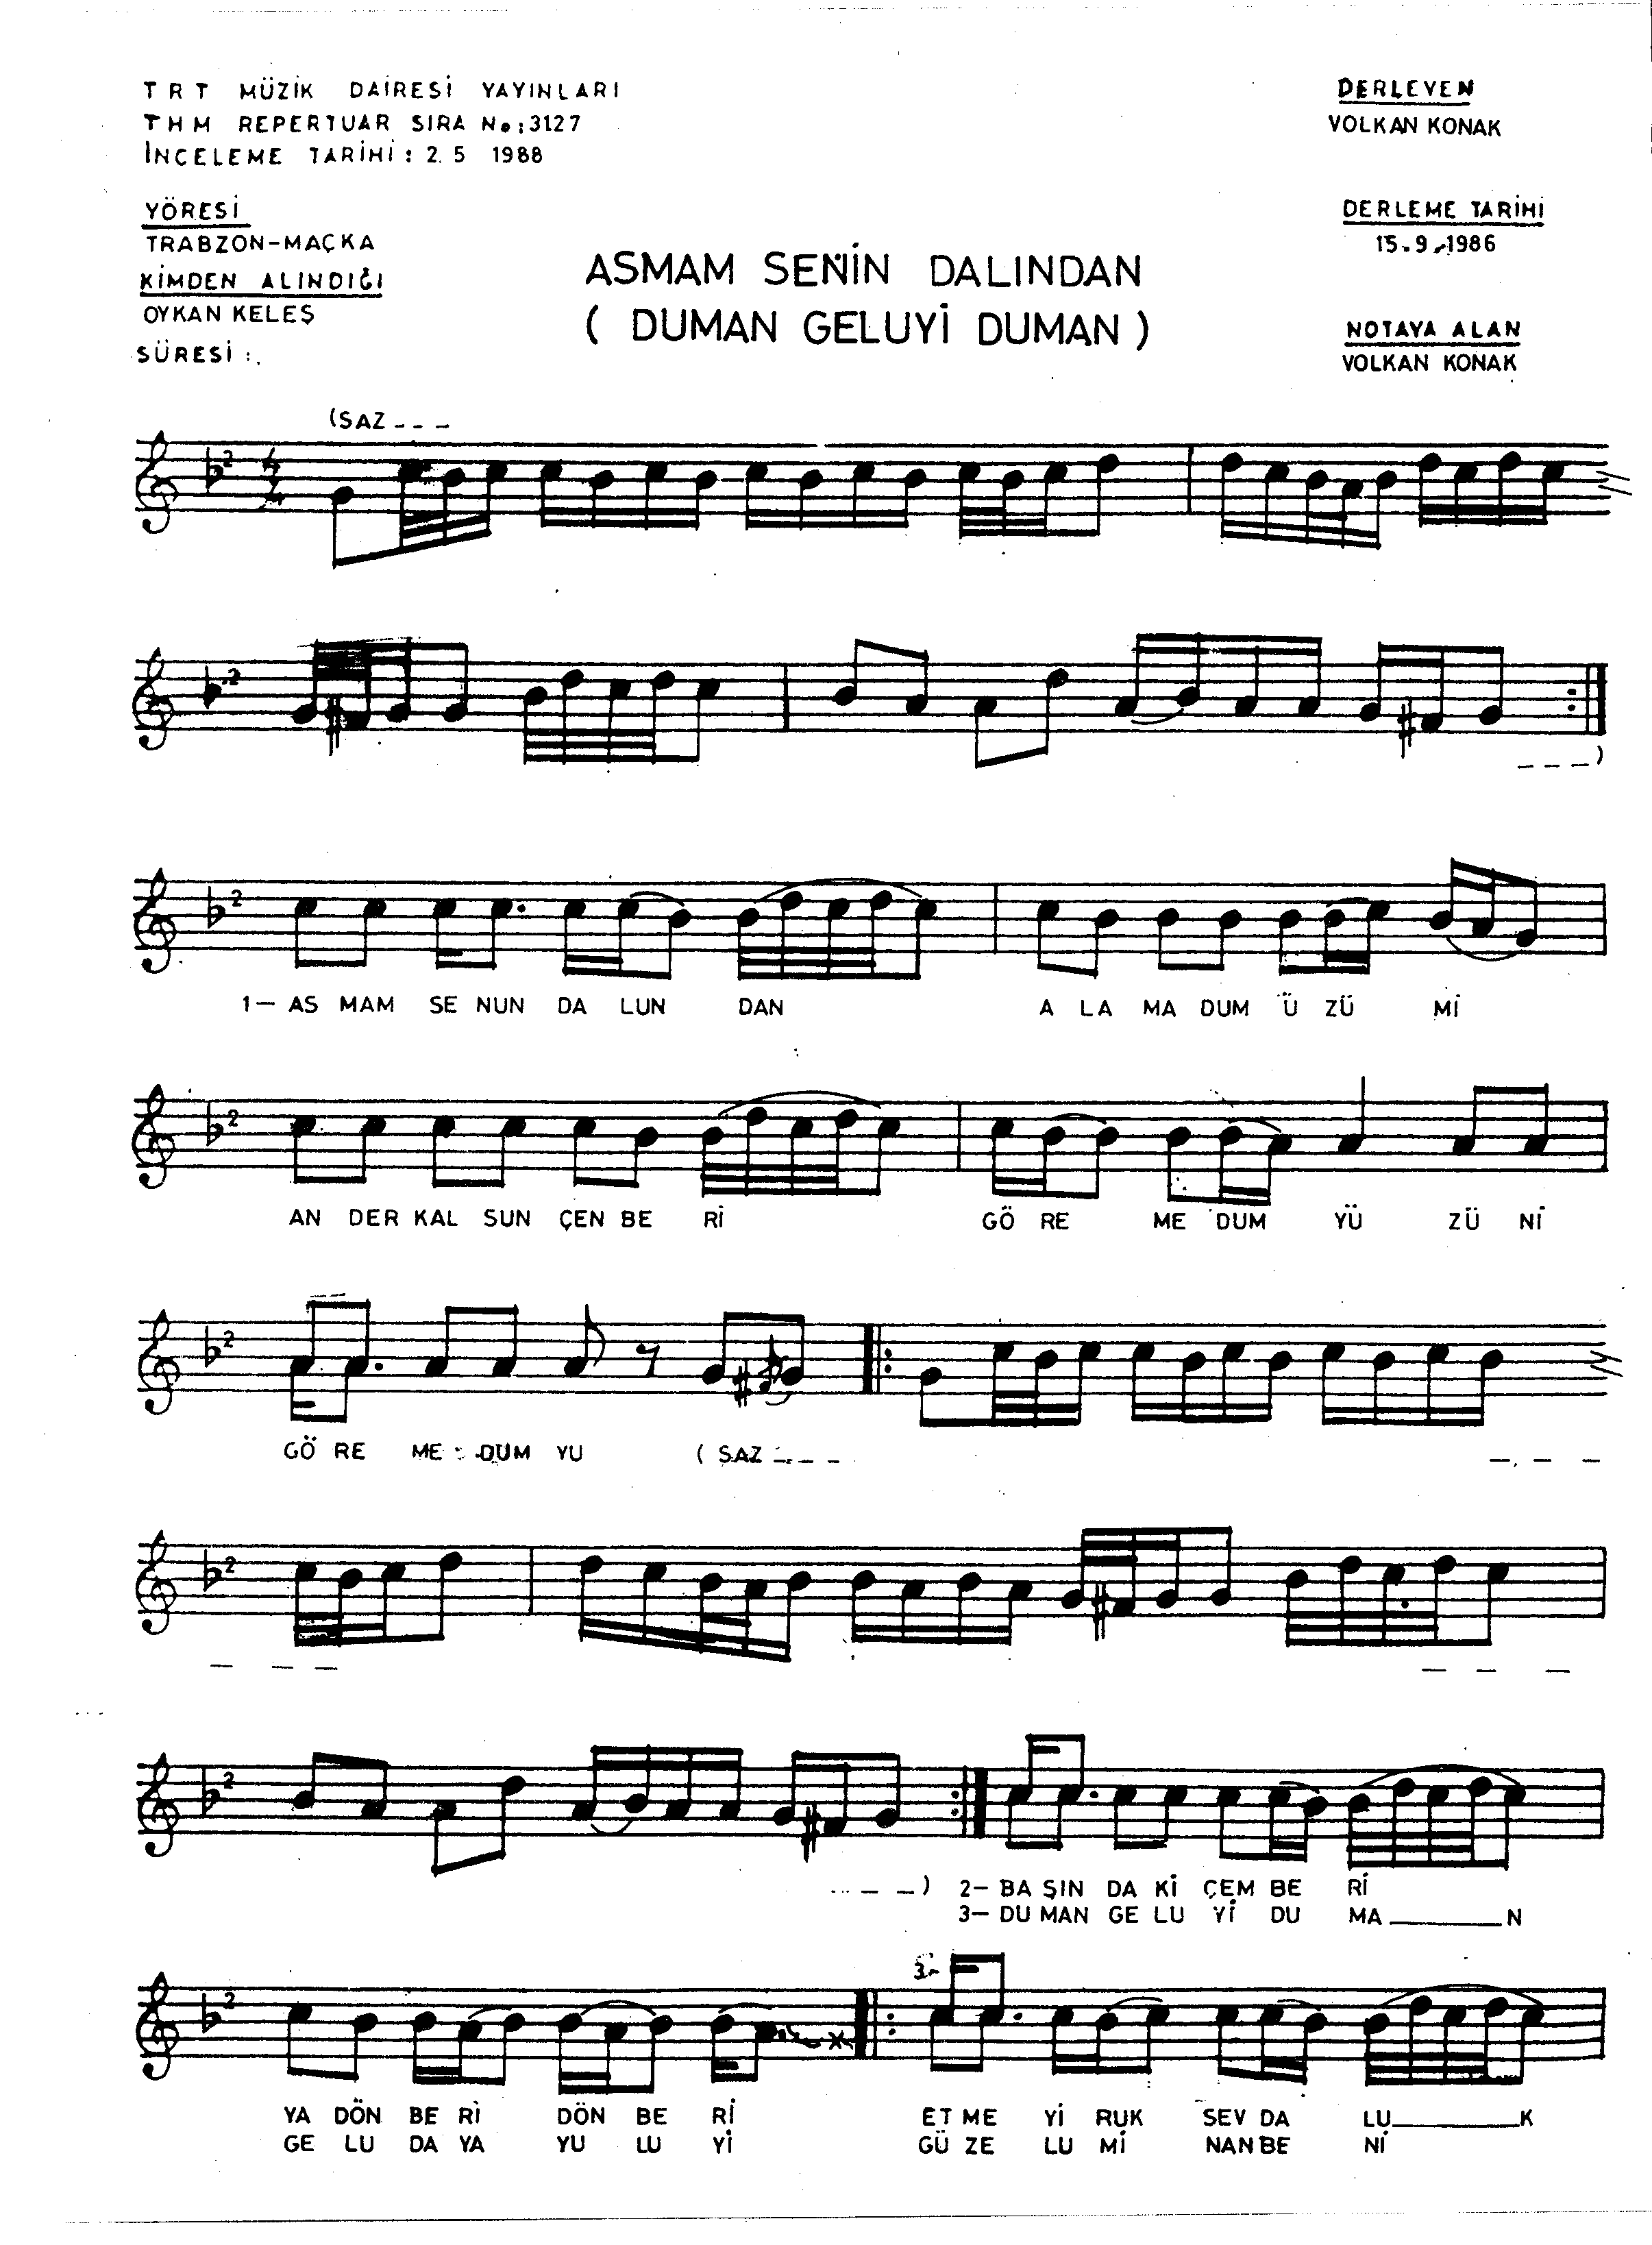 TRT MÜZİK DAİRESİ YAYINLARI
THM REPERTUAR SIRA No:3127
İNCELEME TARİHİ: 2.5 1988
DERLEYEN
VOLKAN KONAK
YÖRESİ
TRABZON-MAÇKA
KİMDEN ALINDIĞI
OYKAN KELEŞ
SÜRESİ:
DERLEME TARİHİ
15.9.1986
ASMAM SENİN DALINDAN
( DUMAN GELUYİ DUMAN )
NOTAYA ALAN
VOLKAN KONAK
(SAZ _ _ _
_ _ _ )
1— AS MAM SE NUN DA LUN DAN A LA MA DUM Ü ZÜ Mİ
AN DER KAL SUN ÇEN BE Rİ GÖ RE ME DUM YÜ ZÜ Nİ
GÖ RE ME DUM YU ( SAZ _ _ _ _ _ _
_ _ _ _ _ _
_ _ _ ) 2- BA ŞIN DA Kİ ÇEM BE Rİ
3- DU MAN GE LU Yİ DU MA______N
3-
YA DÖN BE Rİ DÖN BE Rİ ET ME Yİ RUK SEV DA LU______K
GE LU DA YA YU LU Yİ GÜ ZE LU Mİ NAN BE Nİ